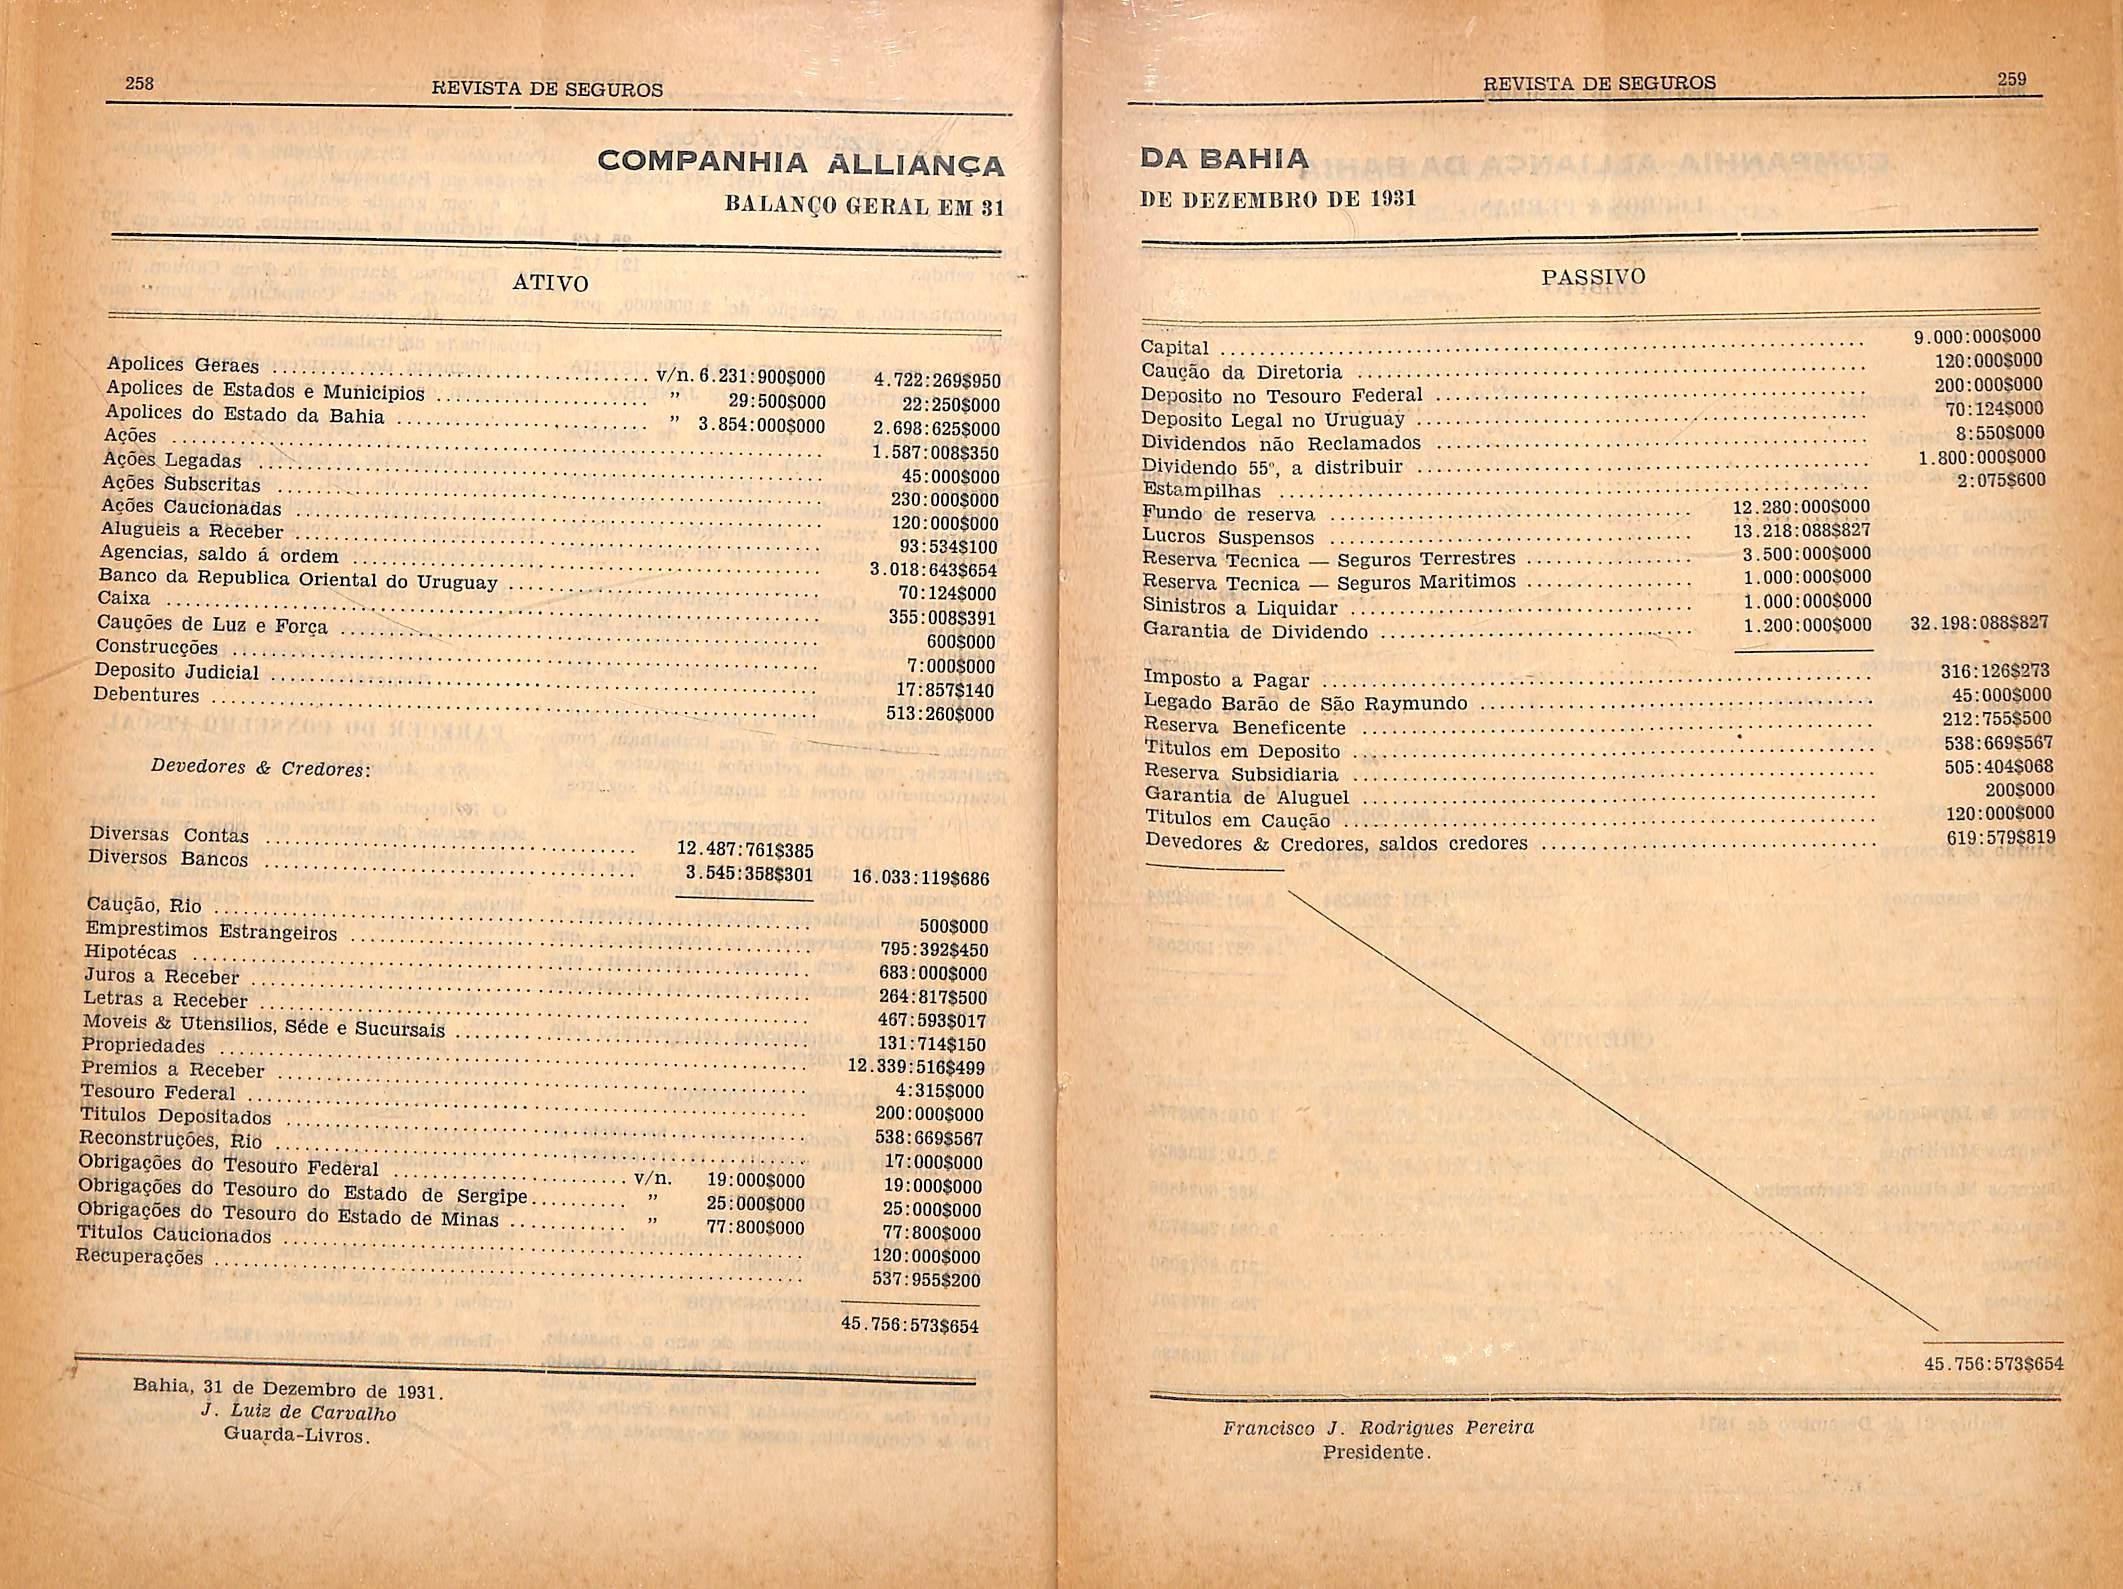 258 REVISTA DE SEGUROS
COMPANHIA ALLIANÇA
BALANÇO GERAL EM 31
ATIVO
Apolices Geraes ........ v/n. 6.231:900$000 4.722:269$950
Apolices de Estados e Municipios ........ " 29:500$000 22:250$000
Apolices do Estado da Bahia ........ " 3.854:000$000 2.698:625$000
Ações ........ 1.587:008$350
Ações Legadas ........ 45:000$000
Ações Subscritas ........ 230:000$000
Ações Caucionadas ........ 120:000$000
Alugueis a Receber ........ 93:534$100
Agencias, saldo á ordem ........ 3.018:643$654
Banco da Republica Oriental do Uruguay ........ 70:124$000
Caixa ........ 355:008$391
Cauções de Luz e Força ........ 600$000
Construcções ........ 7:000$000
Deposito Judicial ........ 17:857$140
Debentures ........ 513:260$000
Devedores & Credores:
Diversas Contas ........ 12.487:761$385
Diversos Bancos ........ 3.545:358$301 16.033:119$686
Caução, Rio ........ 500$000
Emprestimos Estrangeiros ........ 795:392$450
Hipotécas ........ 683:000$000
Juros a Receber ........ 264:817$500
Letras a Receber ........ 467:593$017
Moveis & Utensilios, Séde e Sucursais ........ 131:714$150
Propriedades ........ 12.339:516$499
Premios a Receber ........ 4:315$000
Tesouro Federal ........ 200:000$000
Titulos Depositados ........ 538:669$567
Reconstruções, Rio ........ 17:000$000
Obrigações do Tesouro Federal ........ v/n. 19:000$000 19:000$000
Obrigações do Tesouro do Estado de Sergipe ........ " 25:000$000 25:000$000
Obrigações do Tesouro do Estado de Minas ........ " 77:800$000 77:800$000
Titulos Caucionados ........ 120:000$000
Recuperações ........ 537:955$200
45.756:573$654
Bahia, 31 de Dezembro de 1931.
J. Luiz de Carvalho
Guarda-Livros.
REVISTA DE SEGUROS 259
DA BAHIA
DE DEZEMBRO DE 1931
PASSIVO
Capital ........ 9.000:000$000
Caução da Diretoria ........ 120:000$000
Deposito no Tesouro Federal ........ 200:000$000
Deposito Legal no Uruguay ........ 70:124$000
Dividendos não Reclamados ........ 8:550$000
Dividendo 55º, a distribuir ........ 1.800:000$000
Estampilhas ........ 2:075$600
Fundo de reserva ........ 12.280:000$000
Lucros Suspensos ........ 13.218:088$827
Reserva Tecnica — Seguros Terrestres ........ 3.500:000$000
Reserva Tecnica — Seguros Maritimos ........ 1.000:000$000
Sinistros a Liquidar ........ 1.000:000$000
Garantia de Dividendo ........ 1.200:000$000 32.198:088$827
Imposto a Pagar ........ 316:126$273
Legado Barão de São Raymundo ........ 45:000$000
Reserva Beneficente ........ 212:755$500
Titulos em Deposito ........ 538:669$567
Reserva Subsidiaria ........ 505:404$068
Garantia de Aluguel ........ 200$000
Titulos em Caução ........ 120:000$000
Devedores & Credores, saldos credores ........ 619:579$819
45.756:573$654
Francisco J. Rodrigues Pereira
Presidente.